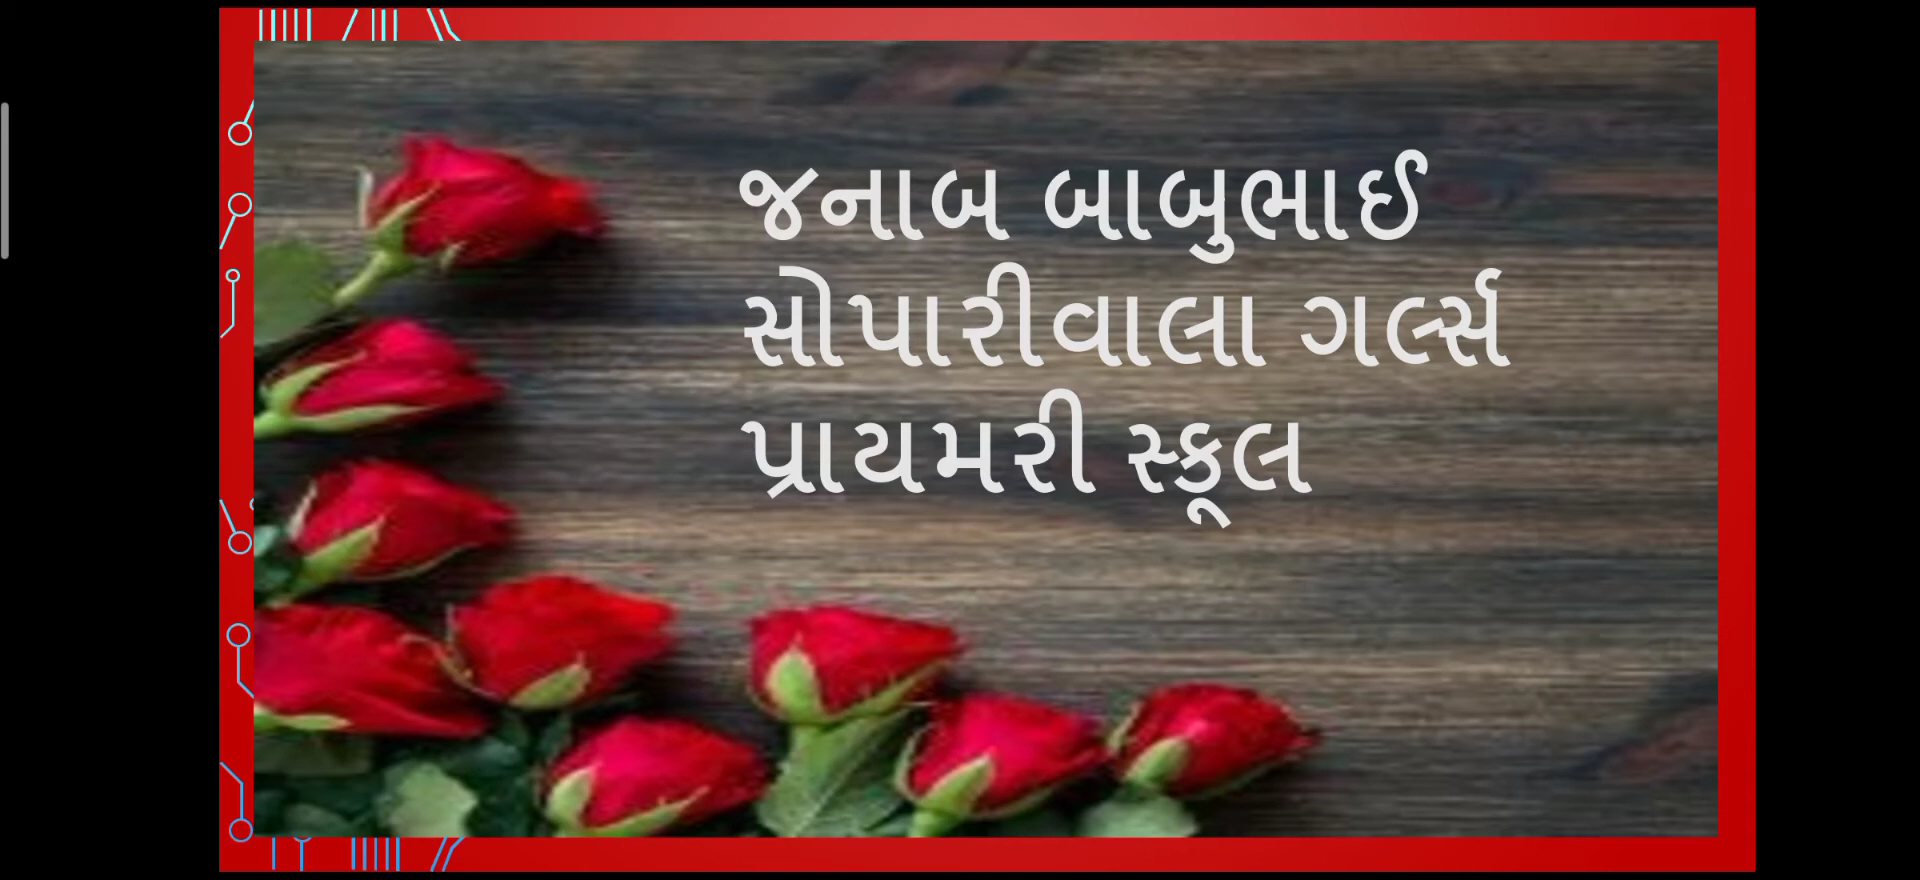 જનાબ બાબુભાઈ
સોપારીવાલા ગર્લ્સ
પ્રાયમરી સ્કૂલ